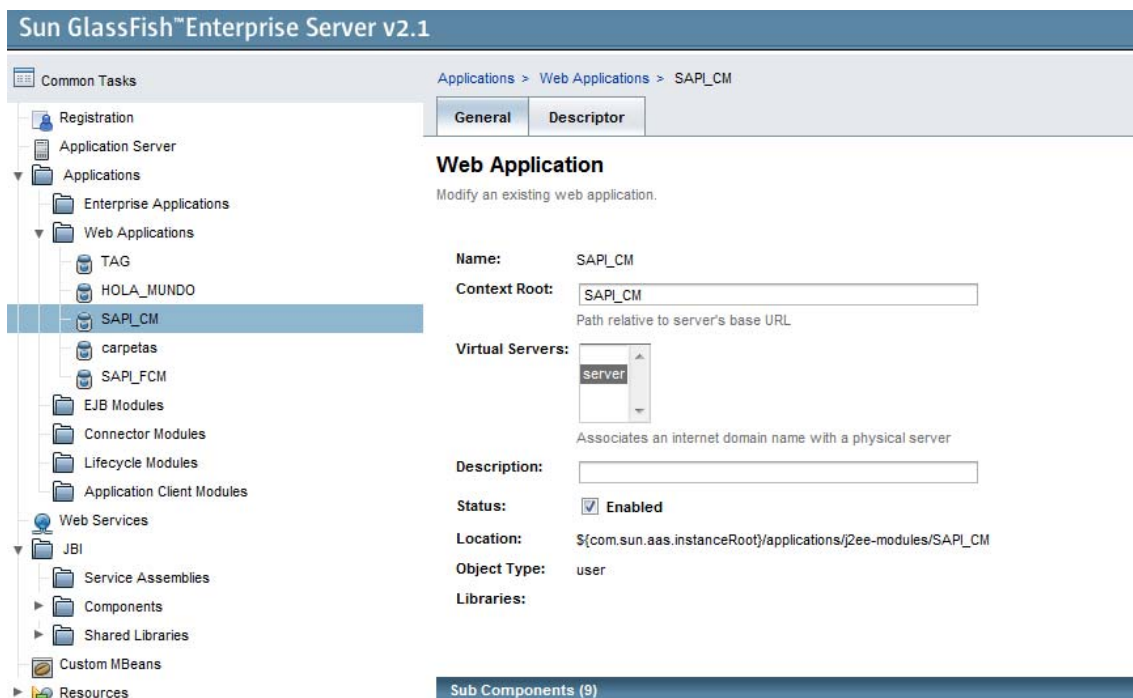 Sun GlassFish™ Enterprise Server v2.1
Common Tasks
Registration
Application Server
Applications
Enterprise Applications
Web Applications
TAG
HOLA_MUNDO
SAPI_CM
carpetas
SAPI_FCM
EJB Modules
Connector Modules
Lifecycle Modules
Application Client Modules
Web Services
JBI
Service Assemblies
Components
Shared Libraries
Custom MBeans
Resources
Applications > Web Applications > SAPI_CM
General Descriptor
Web Application
Modify an existing web application.
Name: SAPI_CM
Context Root: SAPI_CM
Path relative to server's base URL
Virtual Servers: server
Associates an internet domain name with a physical server
Description:
Status: Enabled
Location: ${com.sun.aas.instanceRoot}/applications/j2ee-modules/SAPI_CM
Object Type: user
Libraries:
Sub Components (9)